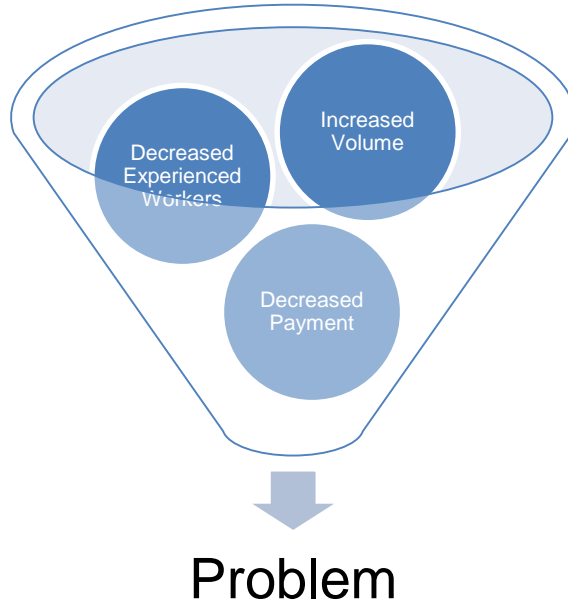 Increased
Volume
Decreased
Experienced
Workers
Decreased
Payment
Problem